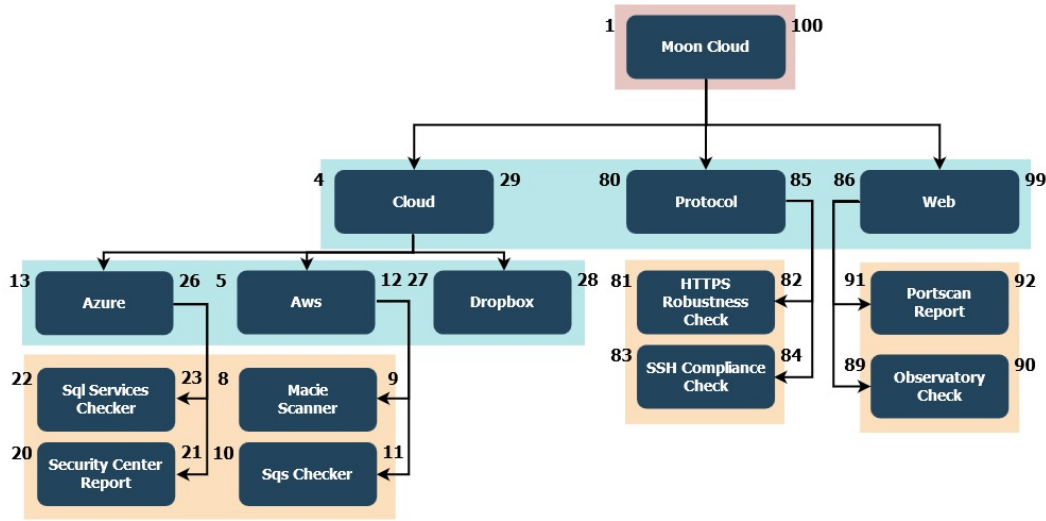 1 100
Moon Cloud
4 29
Cloud
80 85
Protocol
86 99
Web
13 26
Azure
5 12
Aws
27 28
Dropbox
81 82
HTTPS
Robustness
Check
91 92
Portscan
Report
83 84
SSH Compliance
Check
89 90
Observatory
Check
22 23
Sql Services
Checker
8 9
Macie
Scanner
20 21
Security Center
Report
10 11
Sqs Checker